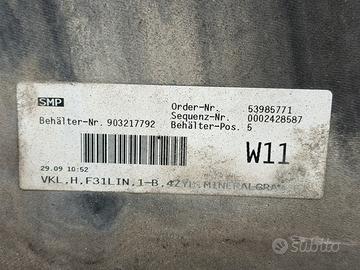 SMP
Order-Nr. 53985771
Sequenz-Nr. 0002428587
Behälter-Nr. 903217792 Behälter-Pos. 5
W11
29.09 10:52
VKL,H,F31LIN,1-B,4ZYL,MINERALGRA
subito